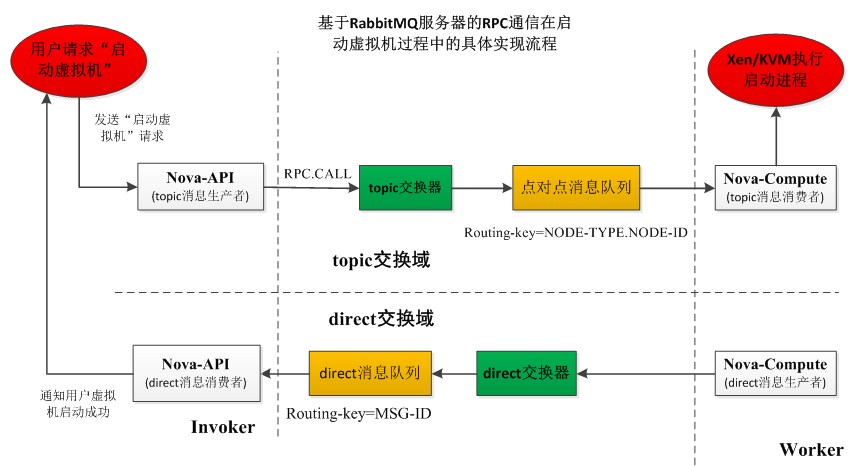 基于RabbitMQ服务器的RPC通信在启
动虚拟机过程中的具体实现流程
用户请求“启
动虚拟机”
Xen/KVM执行
启动进程
发送“启动虚
拟机”请求
Nova-API
(topic消息生产者)
RPC.CALL
topic交换器
点对点消息队列
Nova-Compute
(topic消息消费者)
Routing-key=NODE-TYPE.NODE-ID
topic交换域
direct交换域
Nova-API
(direct消息消费者)
direct消息队列
direct交换器
Nova-Compute
(direct消息生产者)
通知用户虚拟
机启动成功
Routing-key=MSG-ID
Invoker
Worker